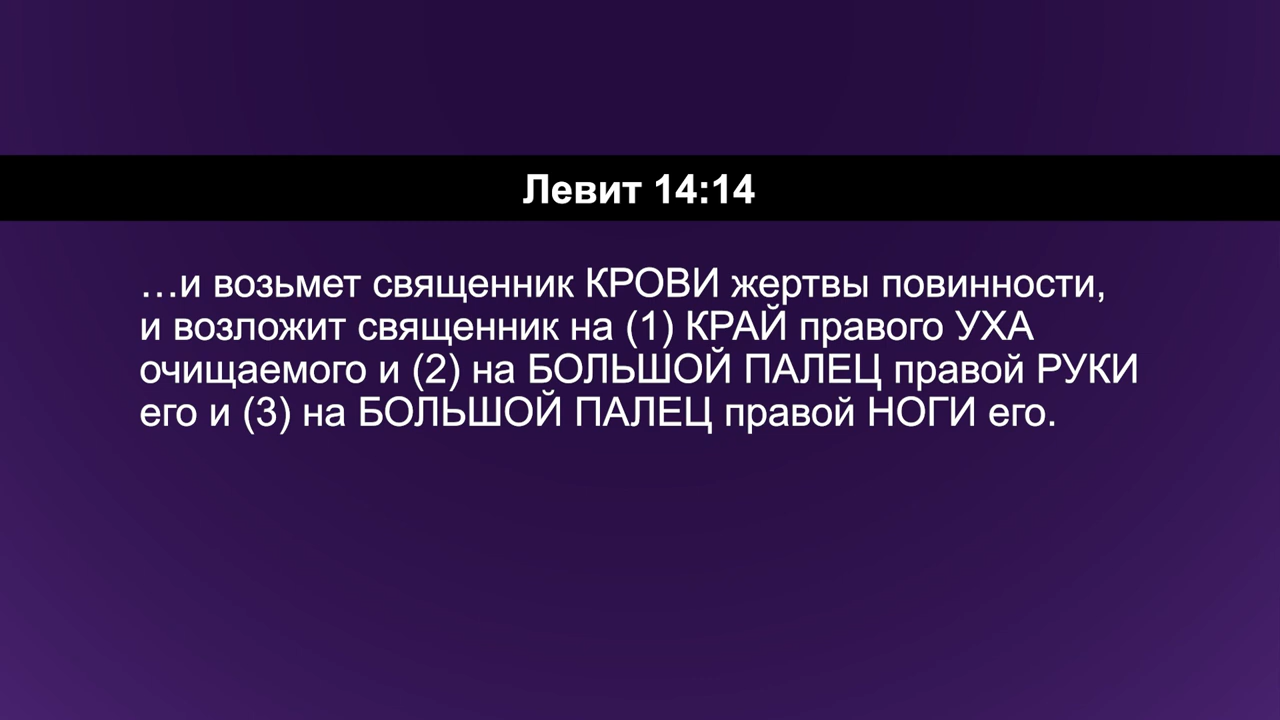 Левит 14:14
…и возьмет священник КРОВИ жертвы повинности,
и возложит священник на (1) КРАЙ правого УХА
очищаемого и (2) на БОЛЬШОЙ ПАЛЕЦ правой РУКИ
его и (3) на БОЛЬШОЙ ПАЛЕЦ правой НОГИ его.